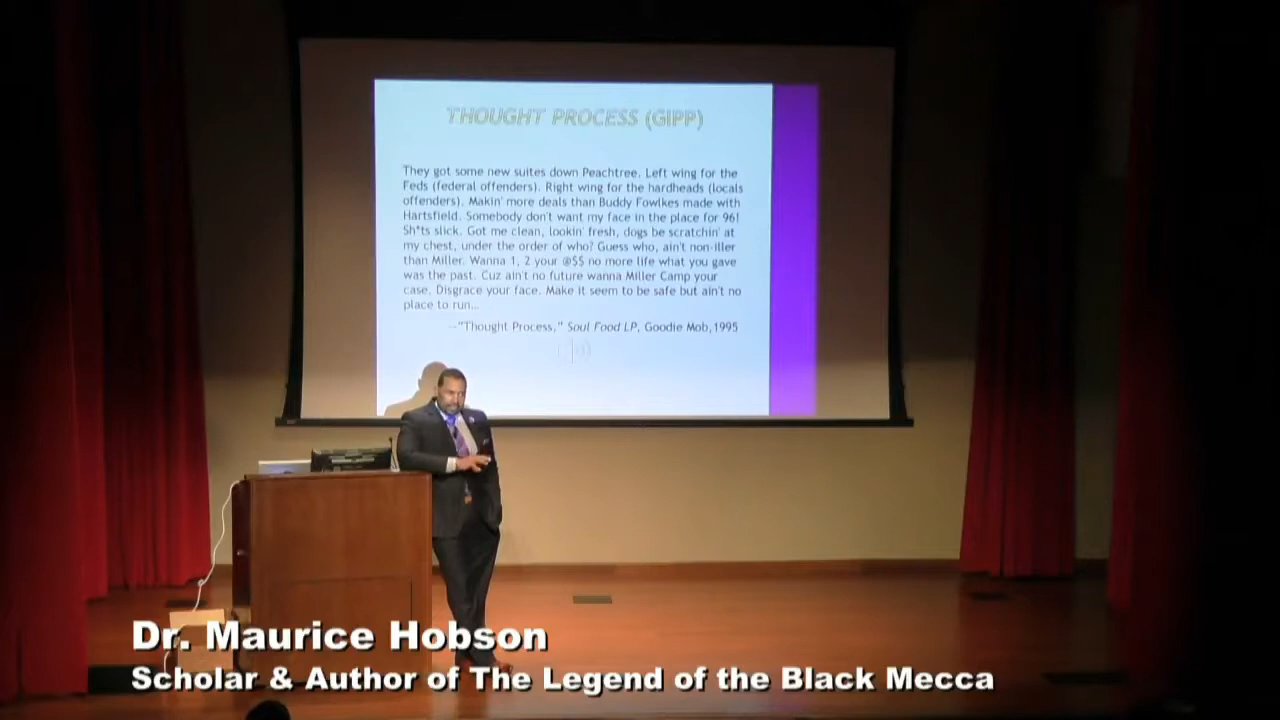 THOUGHT PROCESS (GIPP)
They got some new suites down Peachtree. Left wing for the
Feds (federal offenders). Right wing for the hardheads (locals
offenders). Makin' more deals than Buddy Fowlkes made with
Hartsfield. Somebody don't want my face in the place for 96!
Sh*ts slick. Got me clean, lookin' fresh, dogs be scratchin' at
my chest, under the order of who? Guess who, ain't non-iller
than Miller. Wanna 1, 2 your @$$ no more life what you gave
was the past. Cuz ain't no future wanna Miller Camp your
case. Disgrace your face. Make it seem to be safe but ain't no
place to run...
--"Thought Process," Soul Food LP, Goodie Mob,1995
Dr. Maurice Hobson
Scholar & Author of The Legend of the Black Mecca